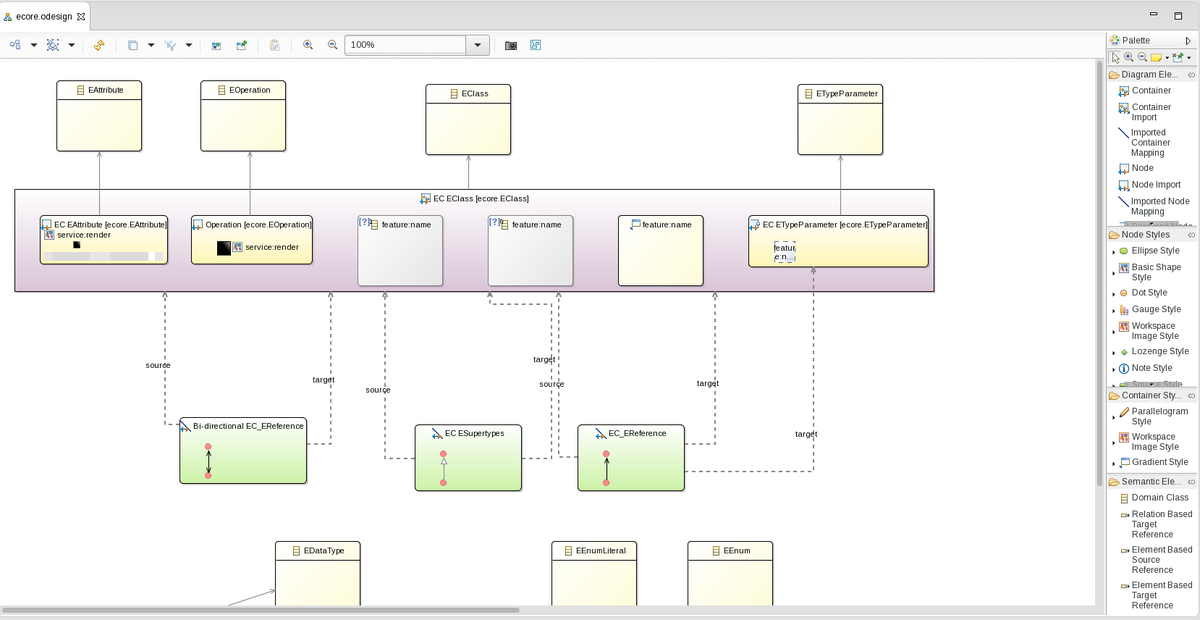 ecore.odesign
100%
EAttribute
EOperation
EClass
ETypeParameter
EC EClass [ecore.EClass]
EC EAttribute [ecore.EAttribute]
service:render
Operation [ecore.EOperation]
service:render
[?]
feature:name
[?]
feature:name
feature:name
EC ETypeParameter [ecore.ETypeParameter]
featur
e:n...
source
target
source
target
source
target
target
Bi-directional EC_EReference
EC ESupertypes
EC_EReference
EDataType
EEnumLiteral
EEnum
Palette
Diagram Ele...
Container
Container
Import
Imported
Container
Mapping
Node
Node Import
Imported Node
Mapping
Node Styles
Ellipse Style
Basic Shape
Style
Dot Style
Gauge Style
Workspace
Image Style
Lozenge Style
Note Style
Container Sty...
Parallelogram
Style
Workspace
Image Style
Gradient Style
Semantic Ele...
Domain Class
Relation Based
Target
Reference
Element Based
Source
Reference
Element Based
Target
Reference